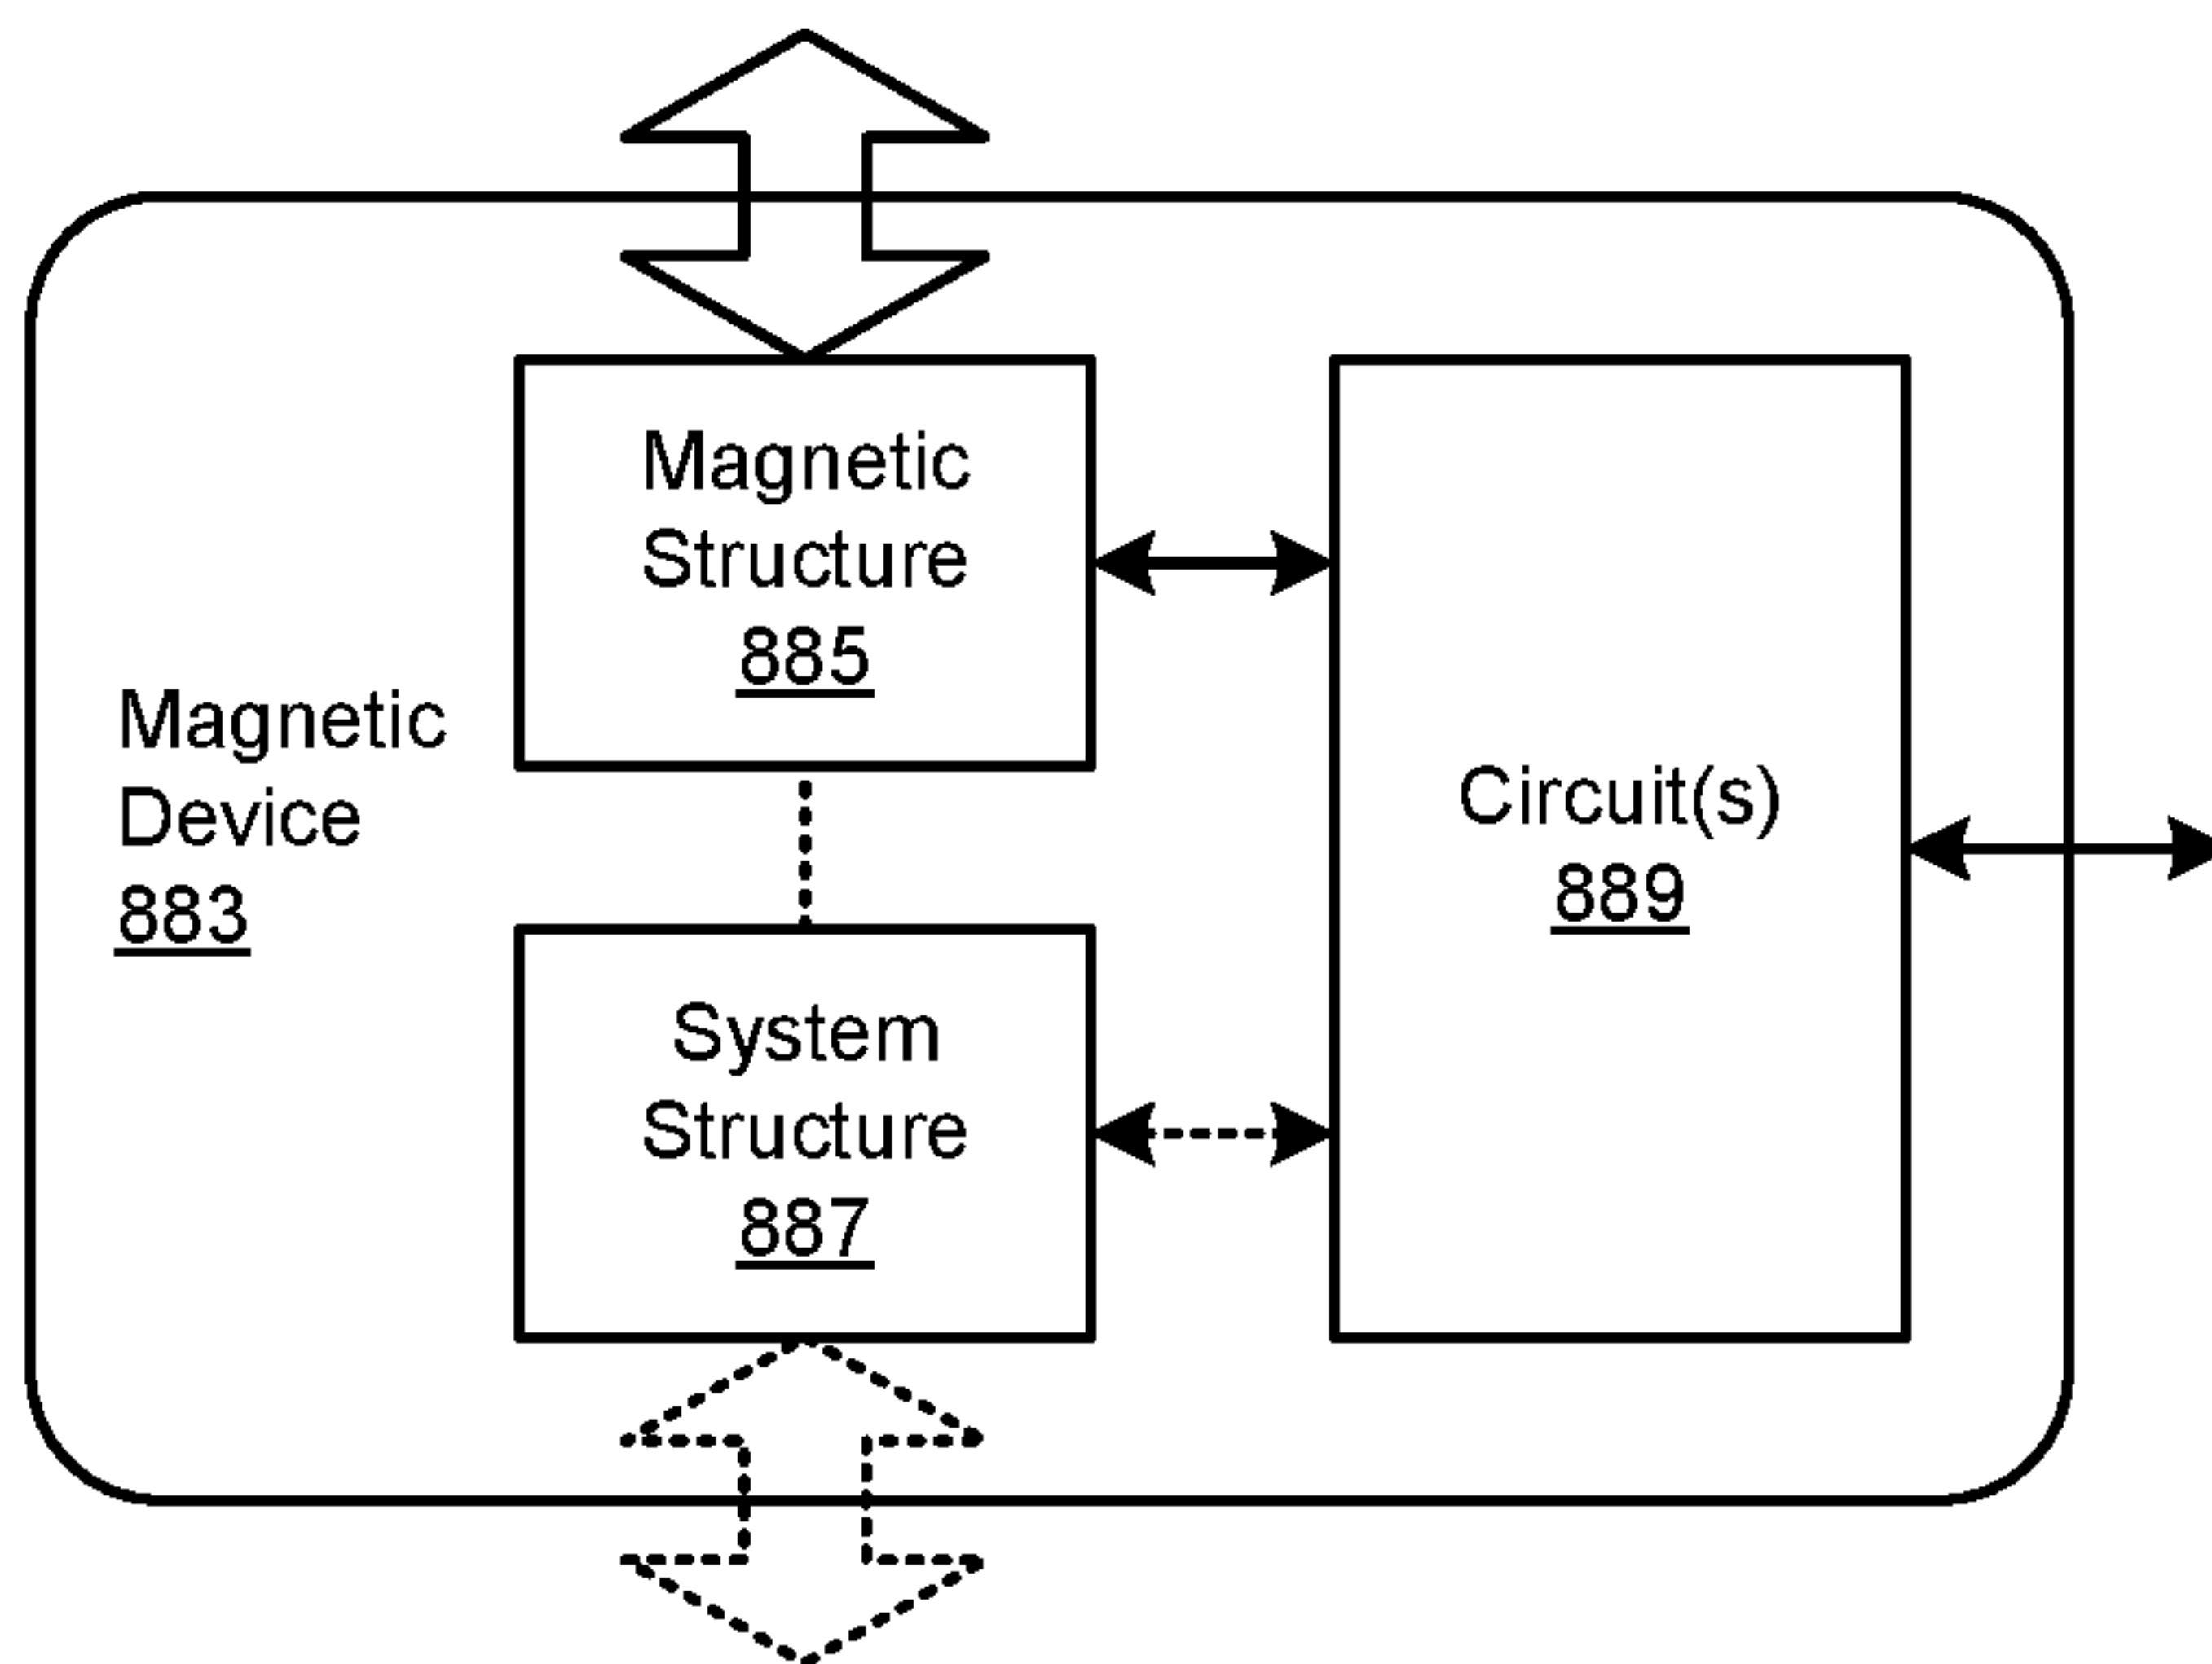 Magnetic
Structure
885
Magnetic
Device
883
Circuit(s)
889
System
Structure
887